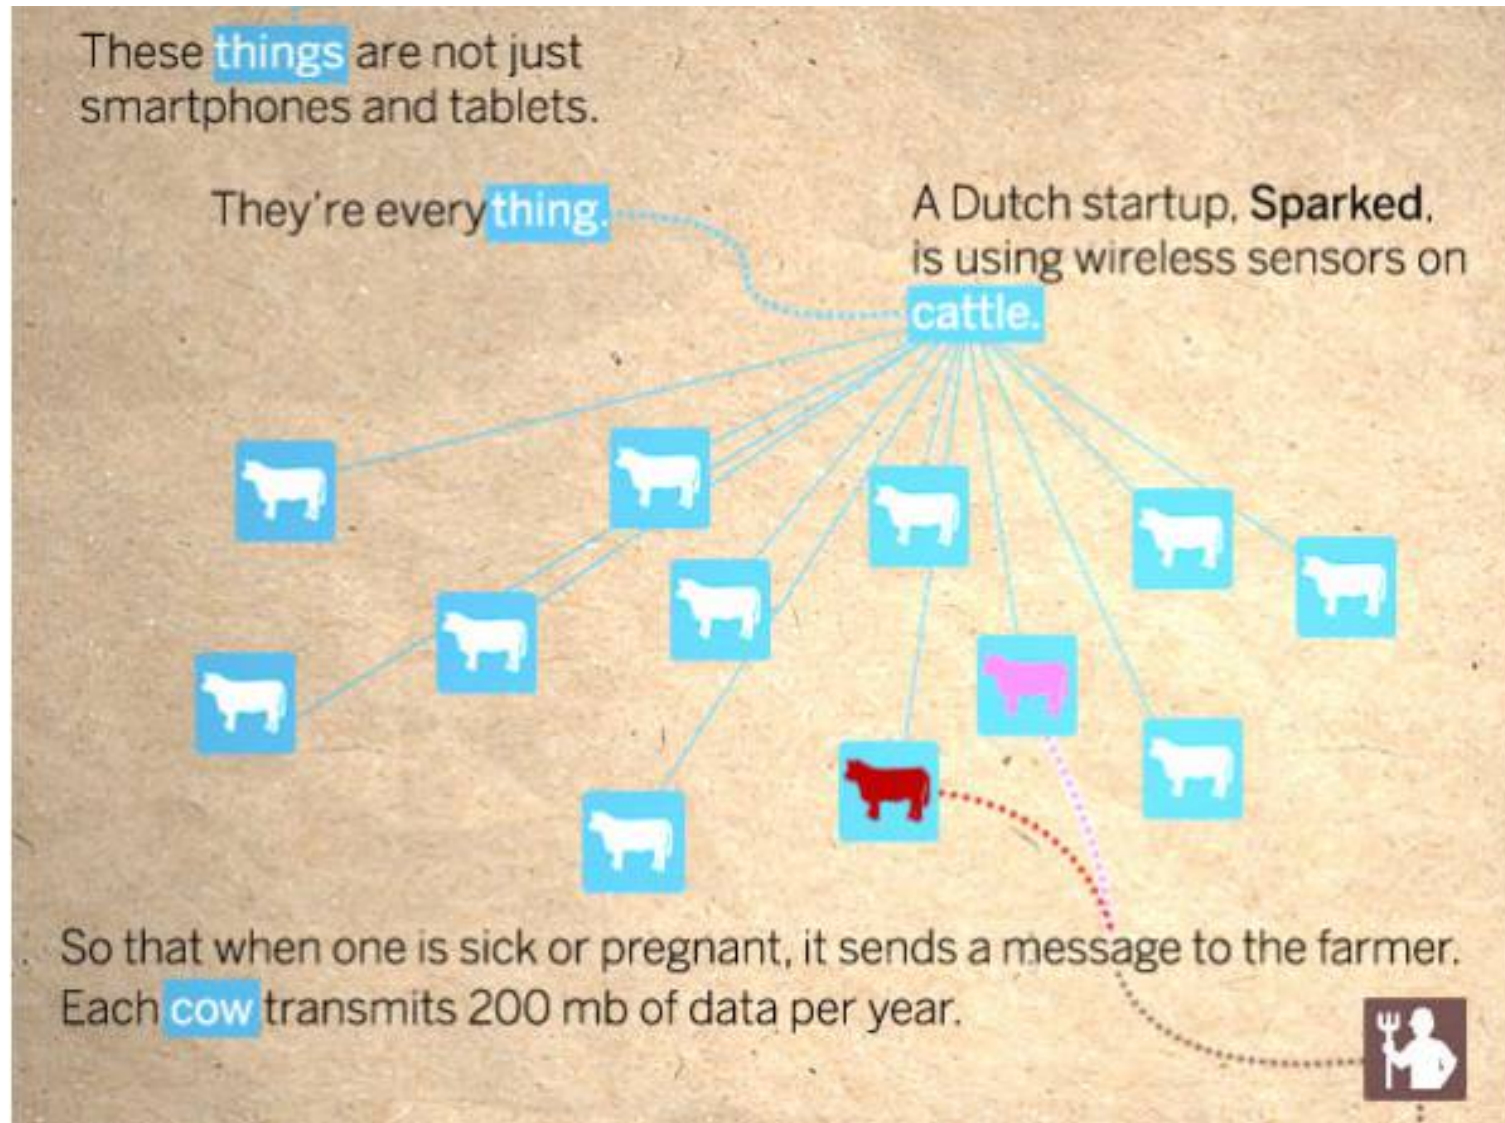 These things are not just
smartphones and tablets.
They're everything.
A Dutch startup, Sparked,
is using wireless sensors on
cattle.
So that when one is sick or pregnant, it sends a message to the farmer.
Each cow transmits 200 mb of data per year.